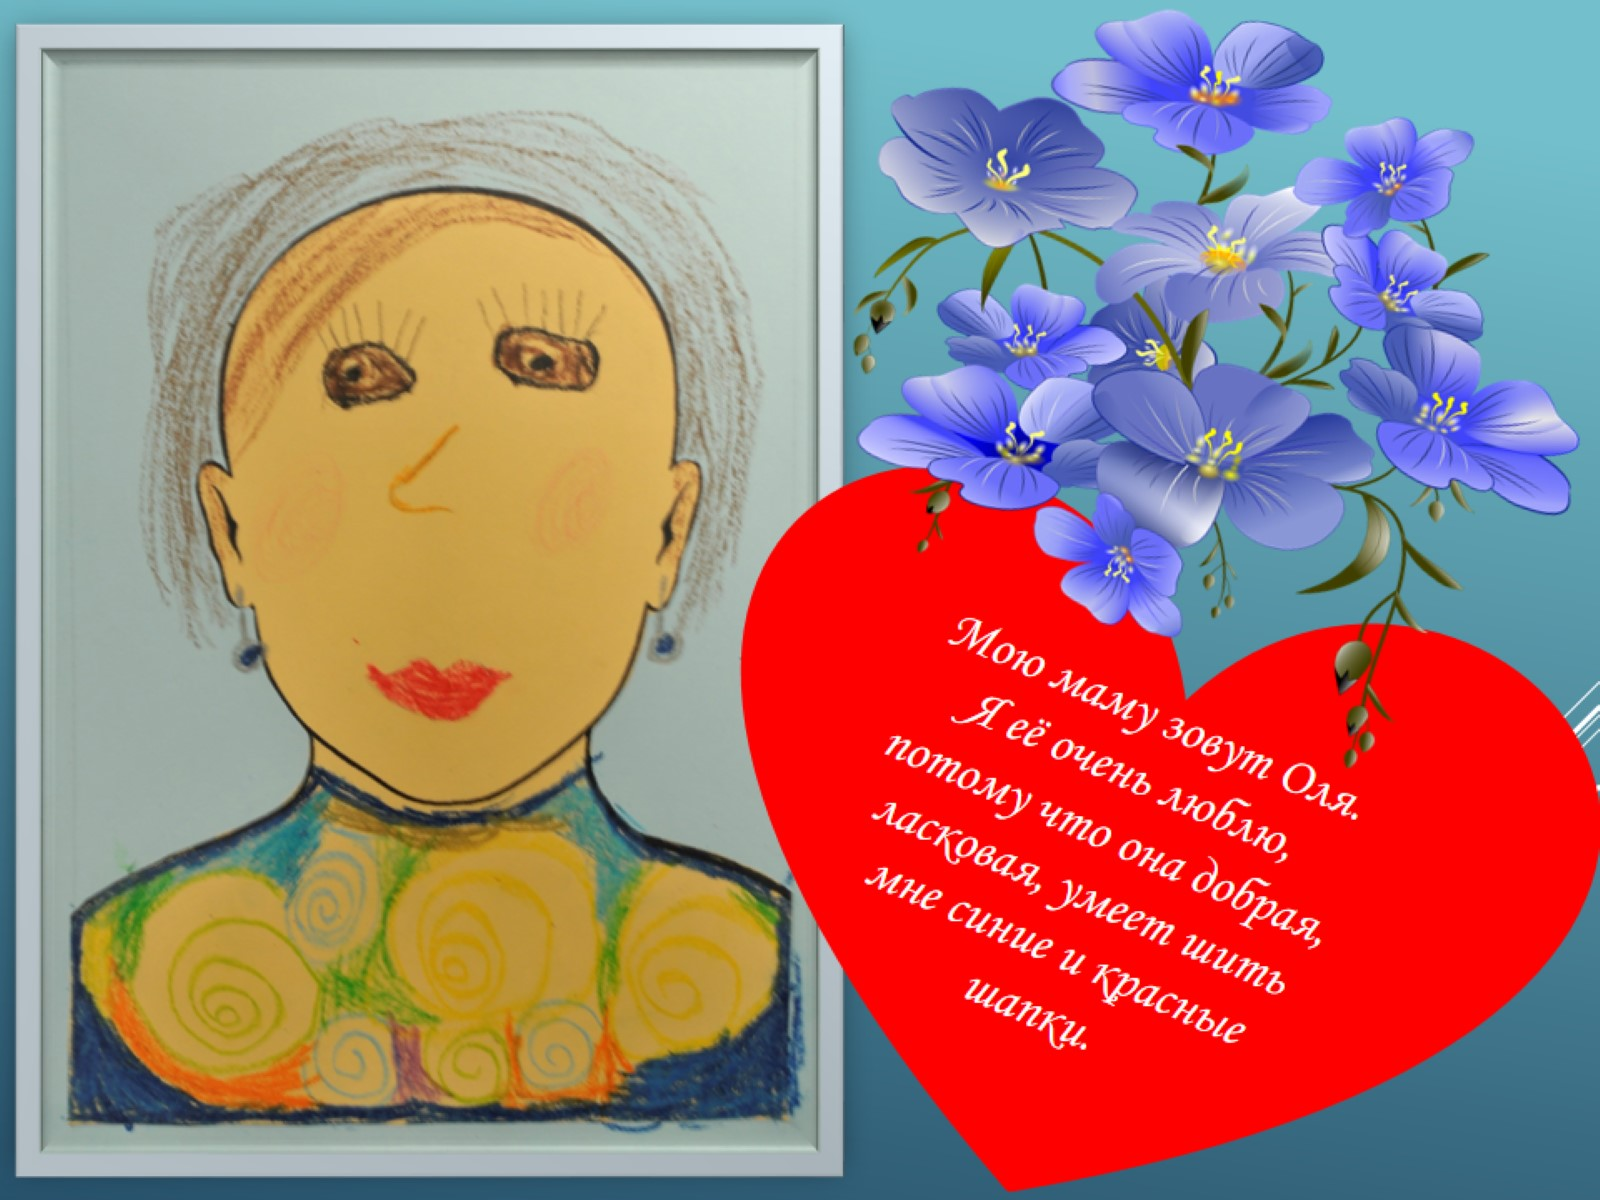 Мою маму зовут Оля.
Я её очень люблю,
потому что она добрая,
ласковая, умеет шить
мне синие и красные
шапки.